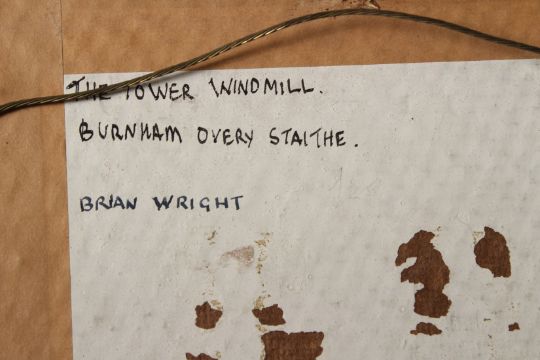 THE TOWER WINDMILL.
BURNHAM OVERY STAITHE.
BRIAN WRIGHT